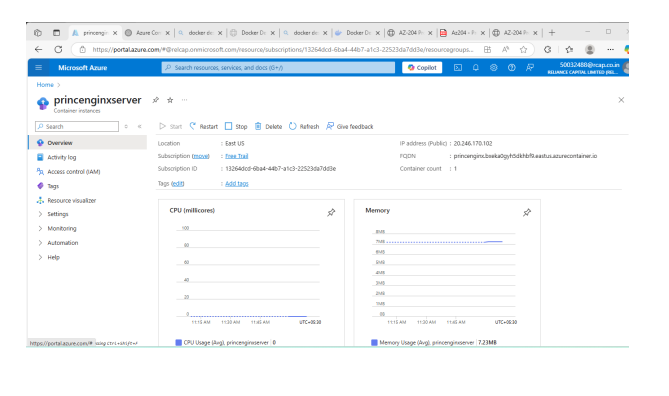 princengin
Azure Con
docker doc
Docker Do
docker doc
Docker Do
AZ-204 Pr
Az204 - Pr
AZ-204 Pr
https://portal.azure.com/#@relcap.onmicrosoft.com/resource/subscriptions/13264dcd-6ba4-44b7-a1c3-22523da7dd3e/resourcegroups...
Microsoft Azure
Search resources, services, and docs (G+/)
Copilot
50032488@rcap.co.in
RELIANCE CAPITAL LIMITED (REL...
Home >
princenginxserver
Container instances
Search
Start Restart Stop Delete Refresh Give feedback
Overview
Activity log
Access control (IAM)
Tags
Resource visualizer
Settings
Monitoring
Automation
Help
Location : East US
Subscription (move) : Free Trail
Subscription ID : 13264dcd-6ba4-44b7-a1c3-22523da7dd3e
Tags (edit) : Add tags
IP address (Public) : 20.246.170.102
FQDN : princenginx.bxeka0gyh5dkhbf9.eastus.azurecontainer.io
Container count : 1
CPU (millicores)
100
80
60
40
20
0
11:15 AM 11:30 AM 11:45 AM UTC+05:30
CPU Usage (Avg), princenginxserver | 0
Memory
8MB
7MB
6MB
5MB
4MB
3MB
2MB
1MB
0B
11:15 AM 11:30 AM 11:45 AM UTC+05:30
Memory Usage (Avg), princenginxserver | 7.23MB
https://portal.azure.com/#